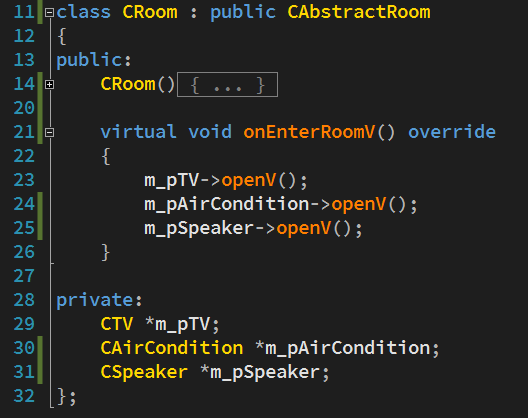 11 class CRoom : public CAbstractRoom
12 {
13 public:
14     CRoom() { ... }
20
21     virtual void onEnterRoomV() override
22     {
23         m_pTV->openV();
24         m_pAirCondition->openV();
25         m_pSpeaker->openV();
26     }
27
28 private:
29     CTV *m_pTV;
30     CAirCondition *m_pAirCondition;
31     CSpeaker *m_pSpeaker;
32 };